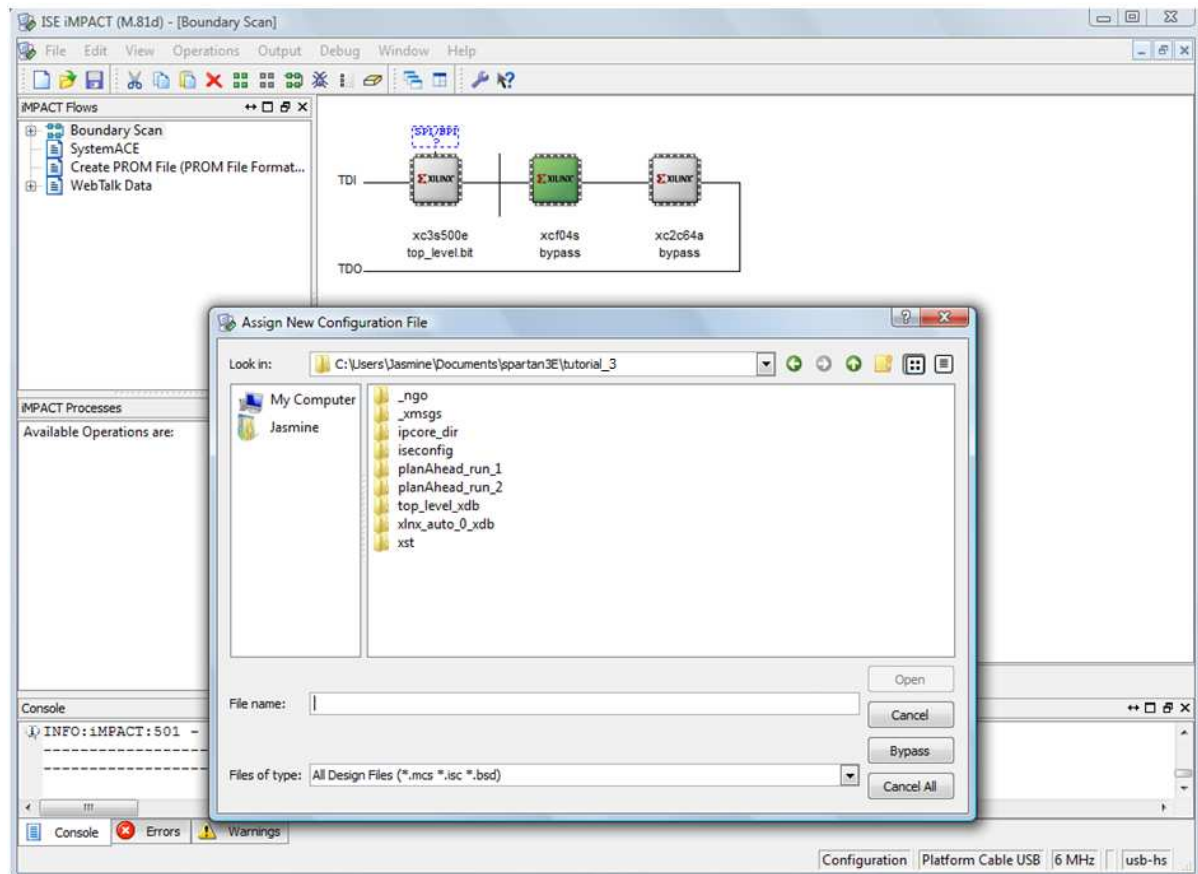 ISE iMPACT (M.81d) - [Boundary Scan]
File Edit View Operations Output Debug Window Help
iMPACT Flows
Boundary Scan
SystemACE
Create PROM File (PROM File Format...
WebTalk Data
SPI/BPI
?
TDI
XILINX XILINX XILINX
xc3s500e xcf04s xc2c64a
top_level.bit bypass bypass
TDO
Assign New Configuration File
Look in: C:\Users\Jasmine\Documents\spartan3E\tutorial_3
My Computer
Jasmine
_ngo
_xmsgs
ipcore_dir
iseconfig
planAhead_run_1
planAhead_run_2
top_level_xdb
xlnx_auto_0_xdb
xst
iMPACT Processes
Available Operations are:
Open
File name:
Cancel
Bypass
Files of type: All Design Files (*.mcs *.isc *.bsd)
Cancel All
Console
INFO:iMPACT:501 -
--------------------
--------------------
Console Errors Warnings
Configuration Platform Cable USB 6 MHz usb-hs